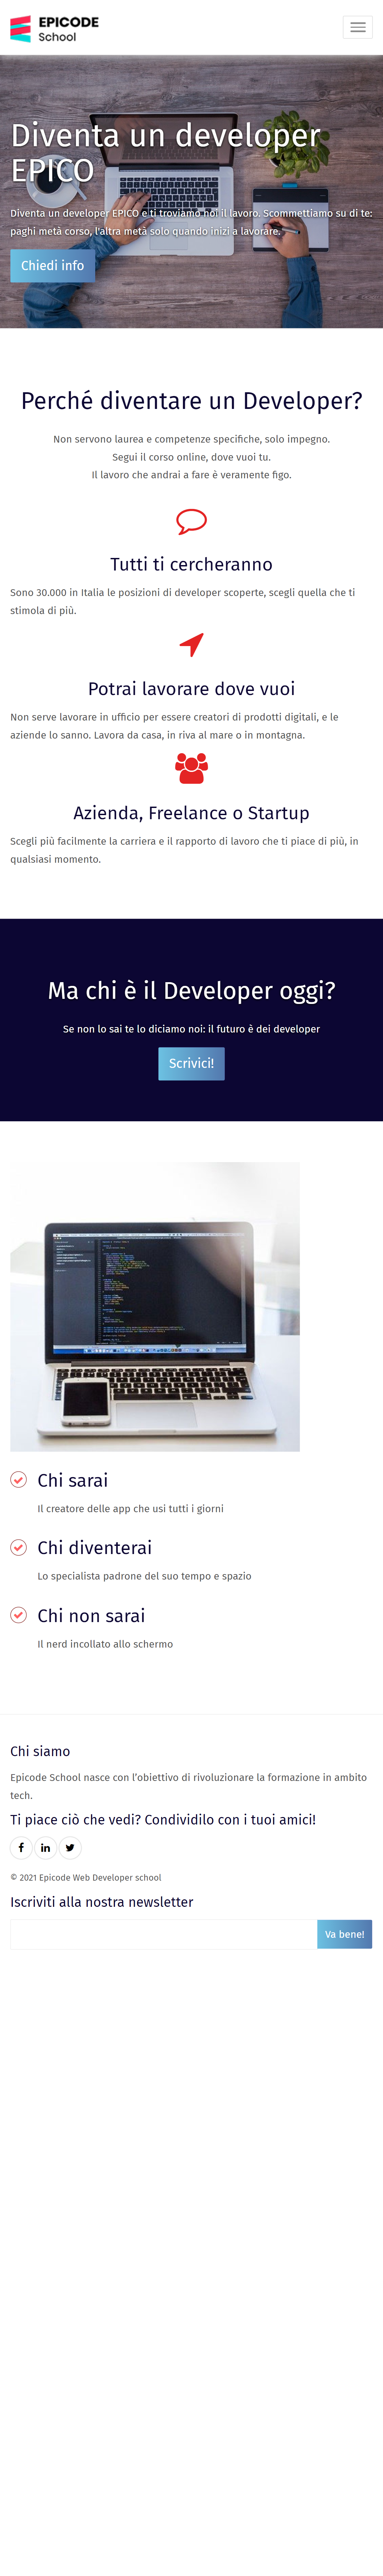 EPICODE
School
Diventa un developer
EPICO
Diventa un developer EPICO e ti troviamo noi il lavoro. Scommettiamo su di te:
paghi metà corso, l'altra metà solo quando inizi a lavorare.
Chiedi info
Perché diventare un Developer?
Non servono laurea e competenze specifiche, solo impegno.
Segui il corso online, dove vuoi tu.
Il lavoro che andrai a fare è veramente figo.
Tutti ti cercheranno
Sono 30.000 in Italia le posizioni di developer scoperte, scegli quella che ti
stimola di più.
Potrai lavorare dove vuoi
Non serve lavorare in ufficio per essere creatori di prodotti digitali, e le
aziende lo sanno. Lavora da casa, in riva al mare o in montagna.
Azienda, Freelance o Startup
Scegli più facilmente la carriera e il rapporto di lavoro che ti piace di più, in
qualsiasi momento.
Ma chi è il Developer oggi?
Se non lo sai te lo diciamo noi: il futuro è dei developer
Scrivici!
Chi sarai
Il creatore delle app che usi tutti i giorni
Chi diventerai
Lo specialista padrone del suo tempo e spazio
Chi non sarai
Il nerd incollato allo schermo
Chi siamo
Epicode School nasce con l'obiettivo di rivoluzionare la formazione in ambito
tech.
Ti piace ciò che vedi? Condividilo con i tuoi amici!
© 2021 Epicode Web Developer school
Iscriviti alla nostra newsletter
Va bene!